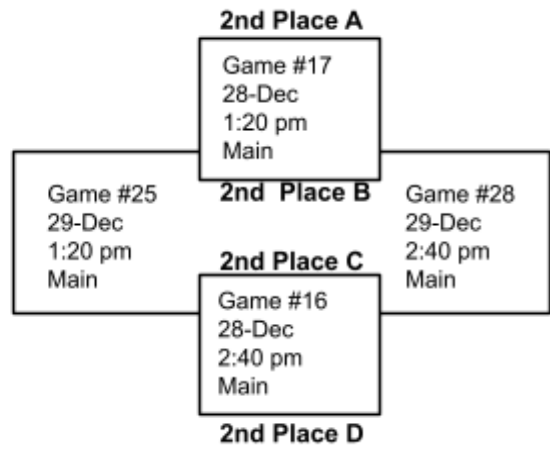 2nd Place A
Game #17
28-Dec
1:20 pm
Main
2nd Place B
Game #25
29-Dec
1:20 pm
Main
Game #28
29-Dec
2:40 pm
Main
2nd Place C
Game #16
28-Dec
2:40 pm
Main
2nd Place D